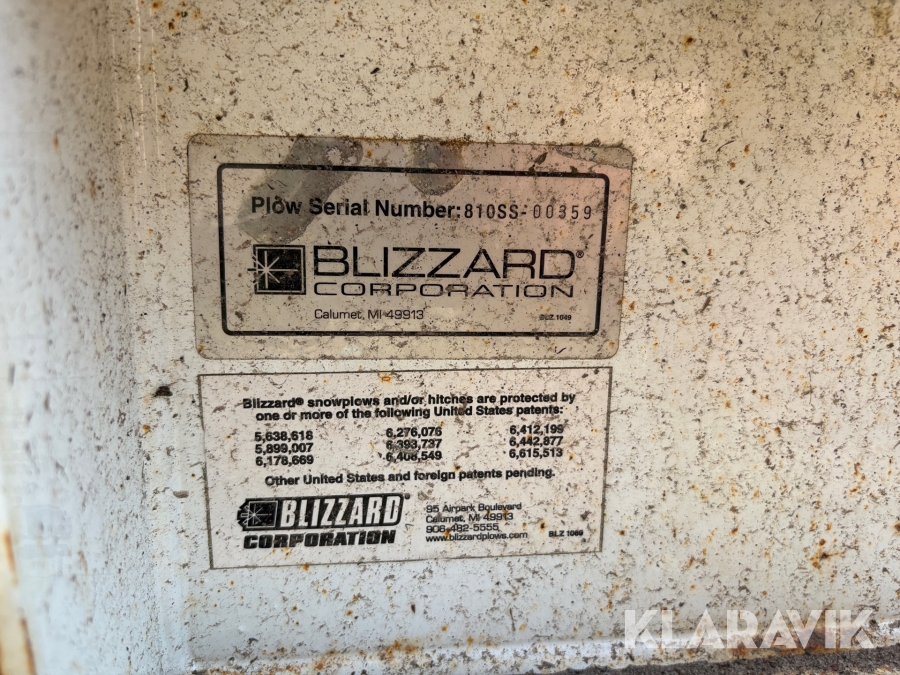 Plow Serial Number: 810SS-00359
BLIZZARD®
CORPORATION
Calumet, MI 49913
BLZ 1049
Blizzard® snowplows and/or hitches are protected by
one or more of the following United States patents:
5,638,618 6,276,076 6,412,199
5,899,007 6,393,737 6,442,877
6,178,669 6,408,549 6,615,513
Other United States and foreign patents pending.
BLIZZARD®
CORPORATION
95 Airpark Boulevard
Calumet, MI 49913
906-482-5555
www.blizzardplows.com
BLZ 1069
KLARAVIK